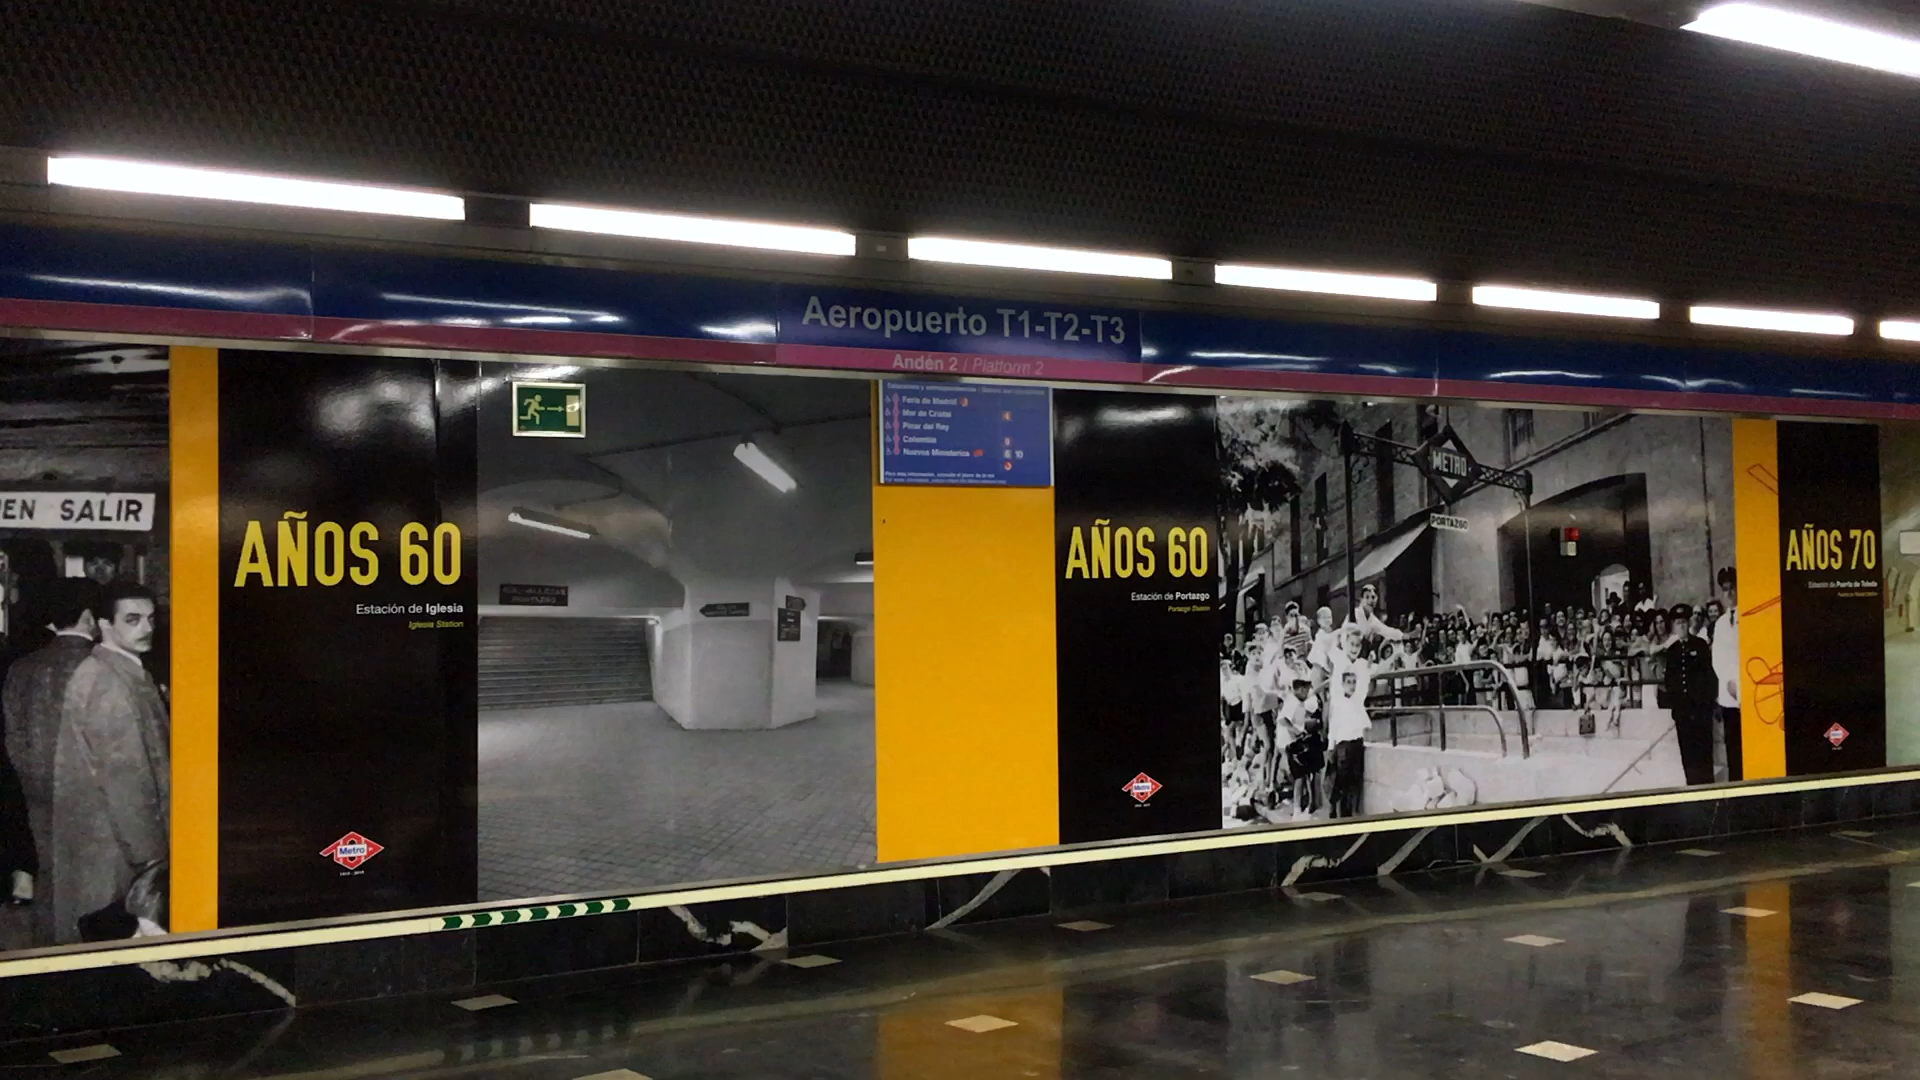 Aeropuerto T1-T2-T3
Andén 2 / Platform 2
EN SALIR
AÑOS 60
Estación de Iglesia
Iglesia Station
Metro
Feria de Madrid
Mar de Cristal
Pinar del Rey
Colombia
Nuevos Ministerios 6 10
AÑOS 60
Estación de Portazgo
Portazgo Station
Metro
METRO
PORTAZGO
AÑOS 70
Estación de Puerta de Toledo